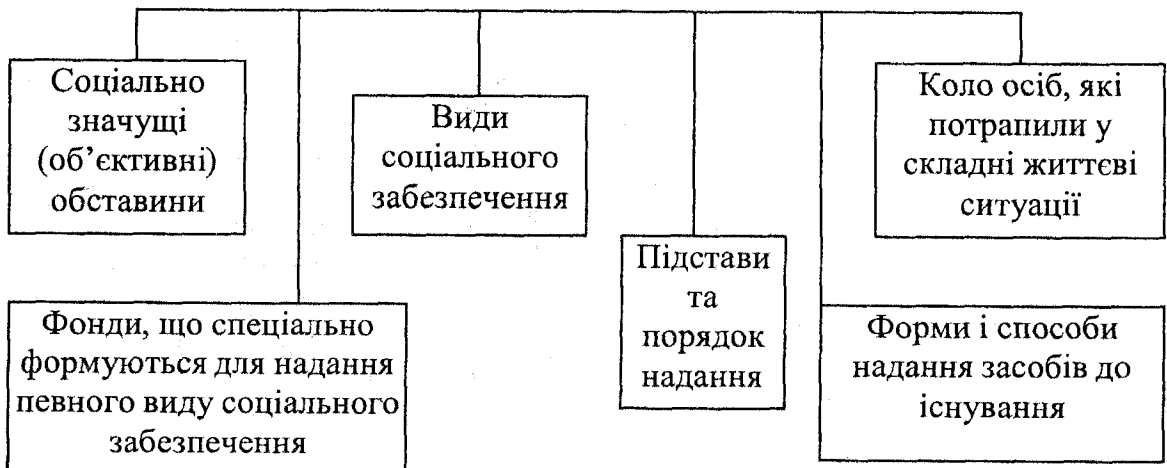 Соціально
значущі
(об’єктивні)
обставини
Види
соціального
забезпечення
Коло осіб, які
потрапили у
складні життєві
ситуації
Фонди, що спеціально
формуються для надання
певного виду соціального
забезпечення
Підстави
та
порядок
надання
Форми і способи
надання засобів до
існування